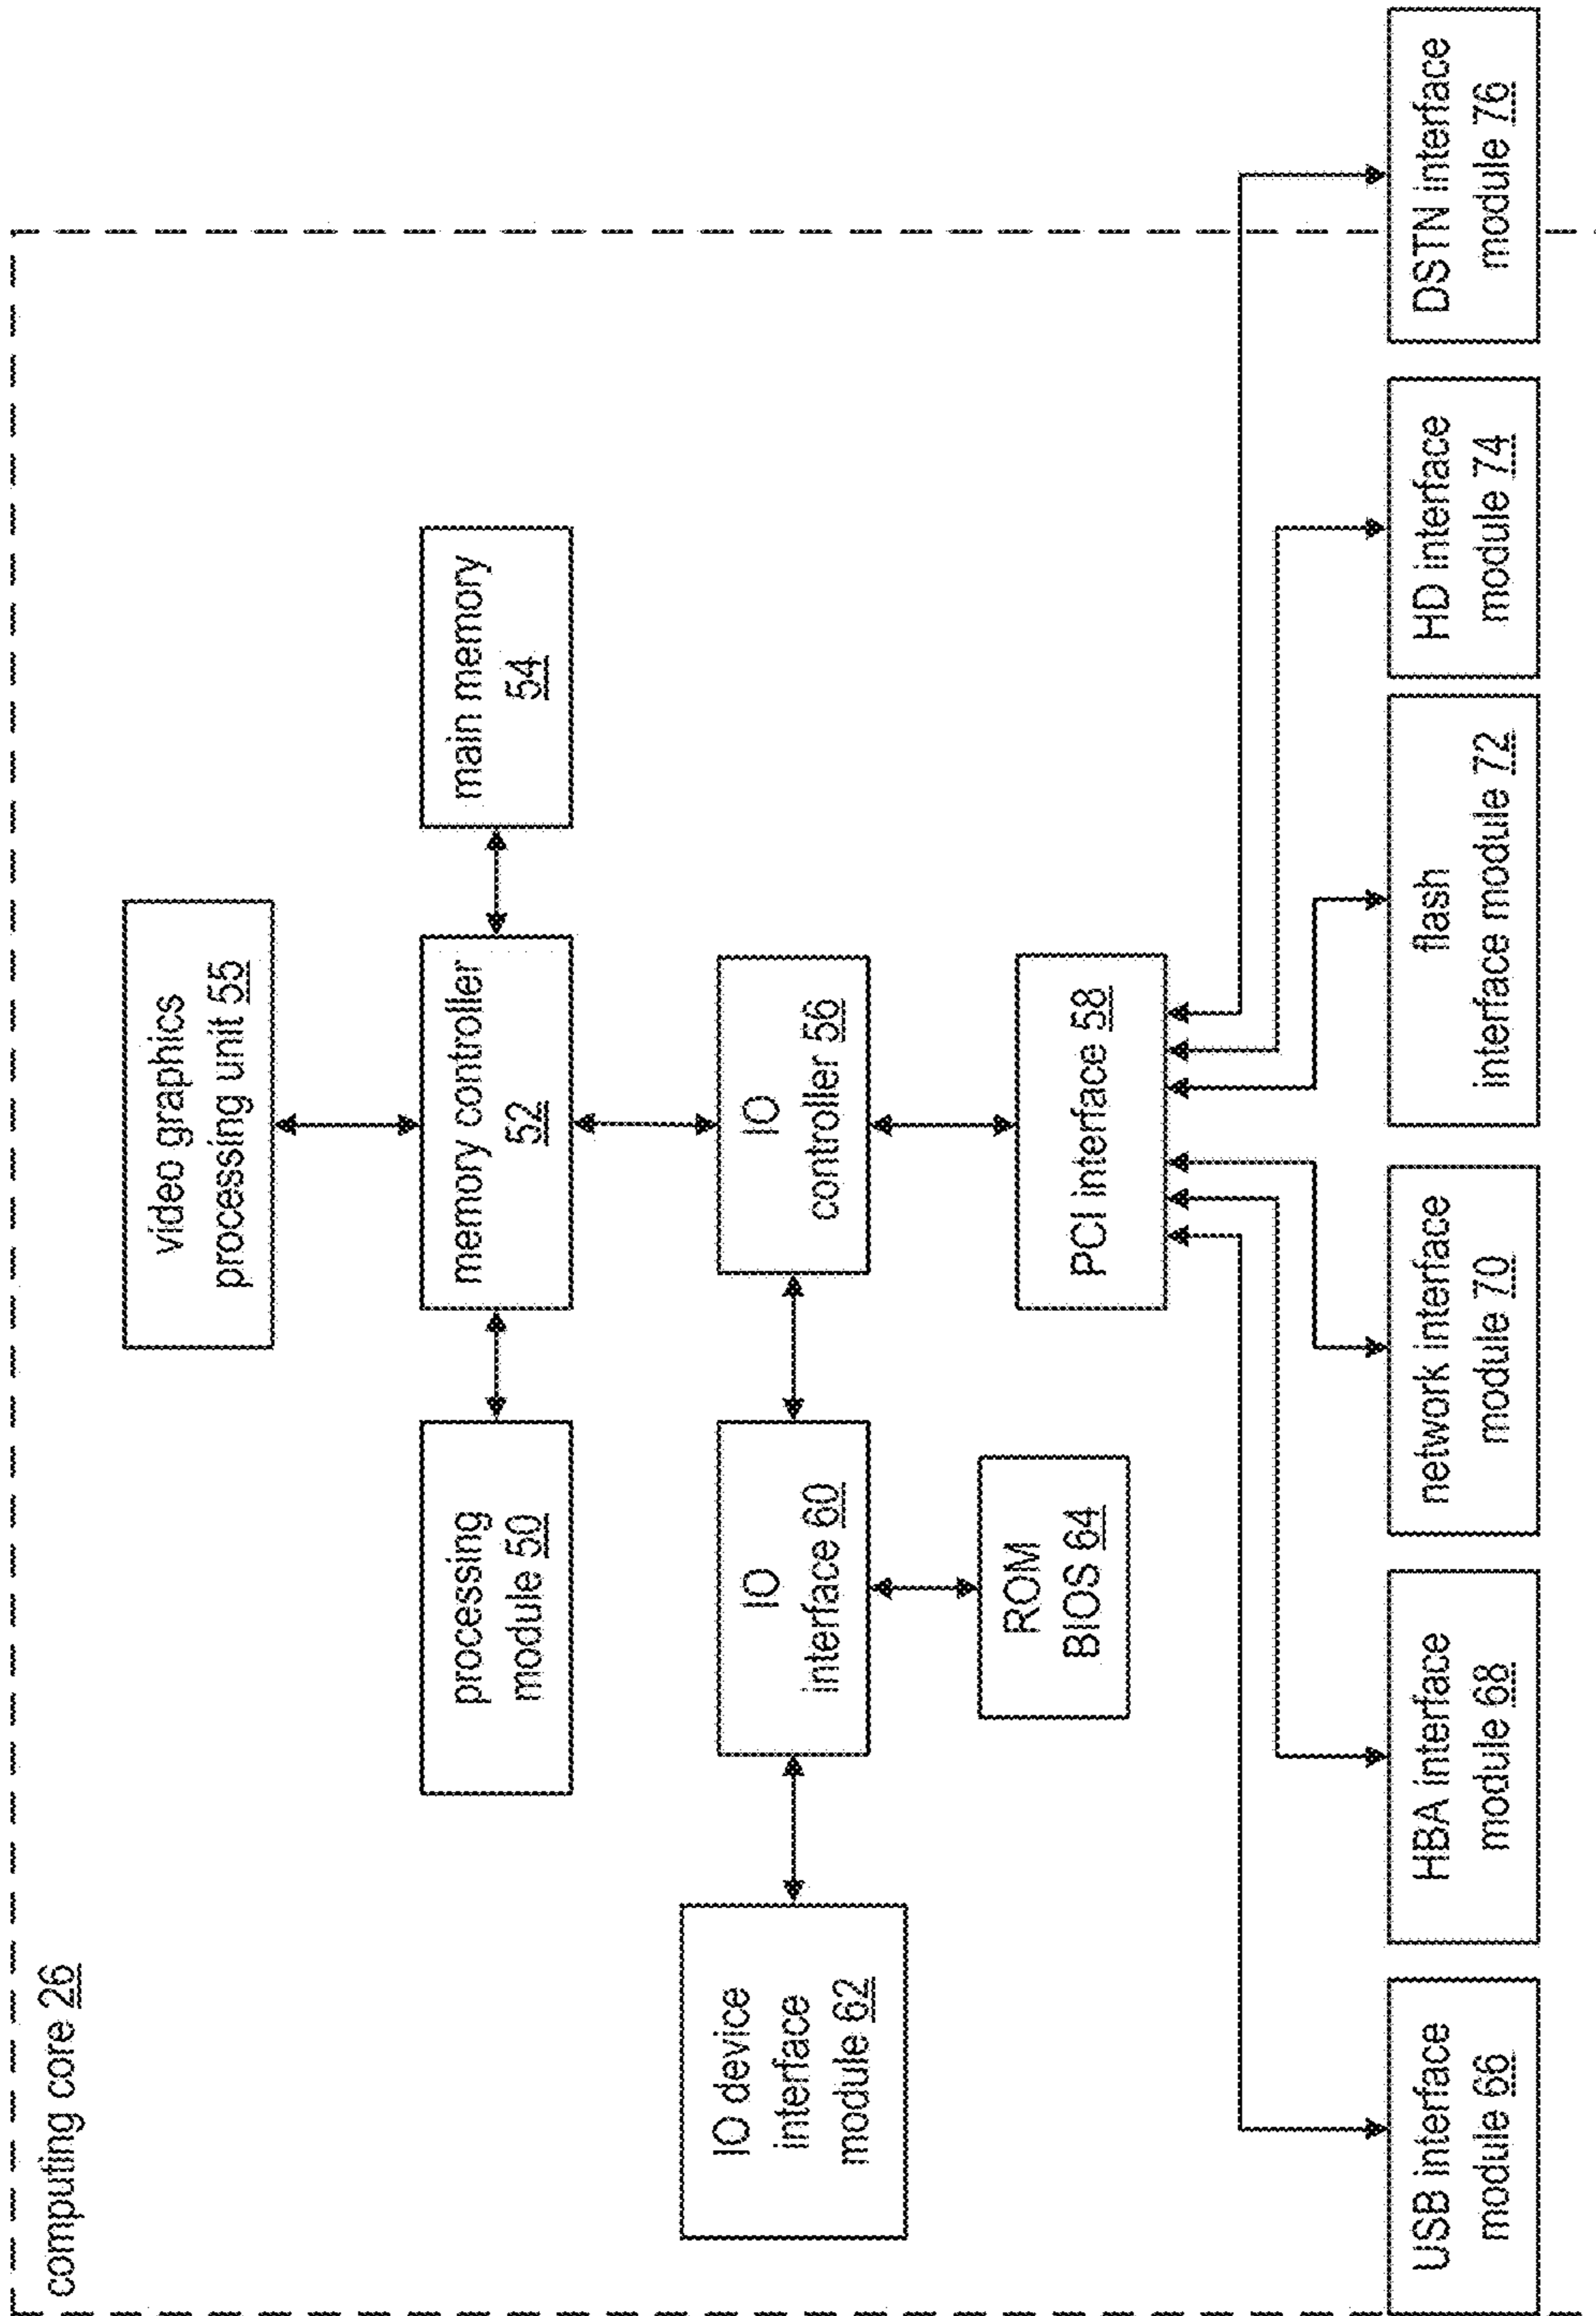 computing core 26
video graphics
processing unit 55
processing
module 50
memory controller
52
main memory
54
IO device
interface
module 62
IO
interface 60
IO
controller 56
ROM
BIOS 64
PCI interface 58
USB interface
module 66
HBA interface
module 68
network interface
module 70
flash
interface module 72
HD interface
module 74
DSTN interface
module 76